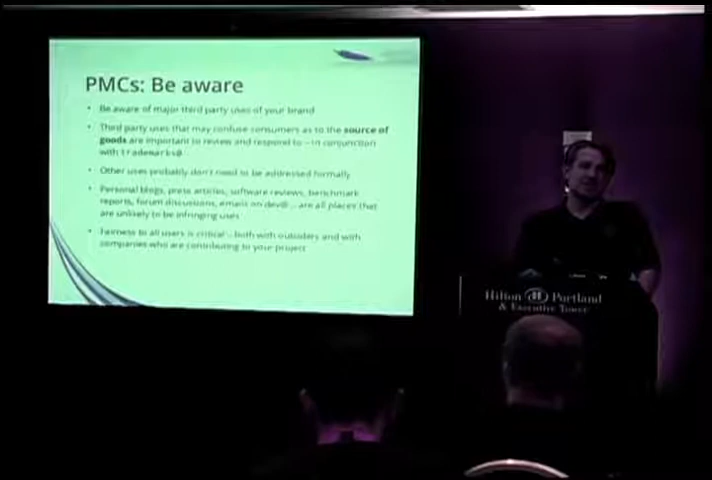 PMCs: Be aware
• Be aware of major third party uses of your brand
• Third party uses that may confuse consumers as to the source of
goods are important to review and respond to – in conjunction
with trademarks@
• Other uses probably don't need to be addressed formally
• Personal blogs, press articles, software reviews, benchmark
reports, forum discussions, emails on dev@... are all places that
are unlikely to be infringing uses
• Fairness to all users is critical – both with outsiders and with
companies who are contributing to your project
Hilton Portland
& Executive Tower